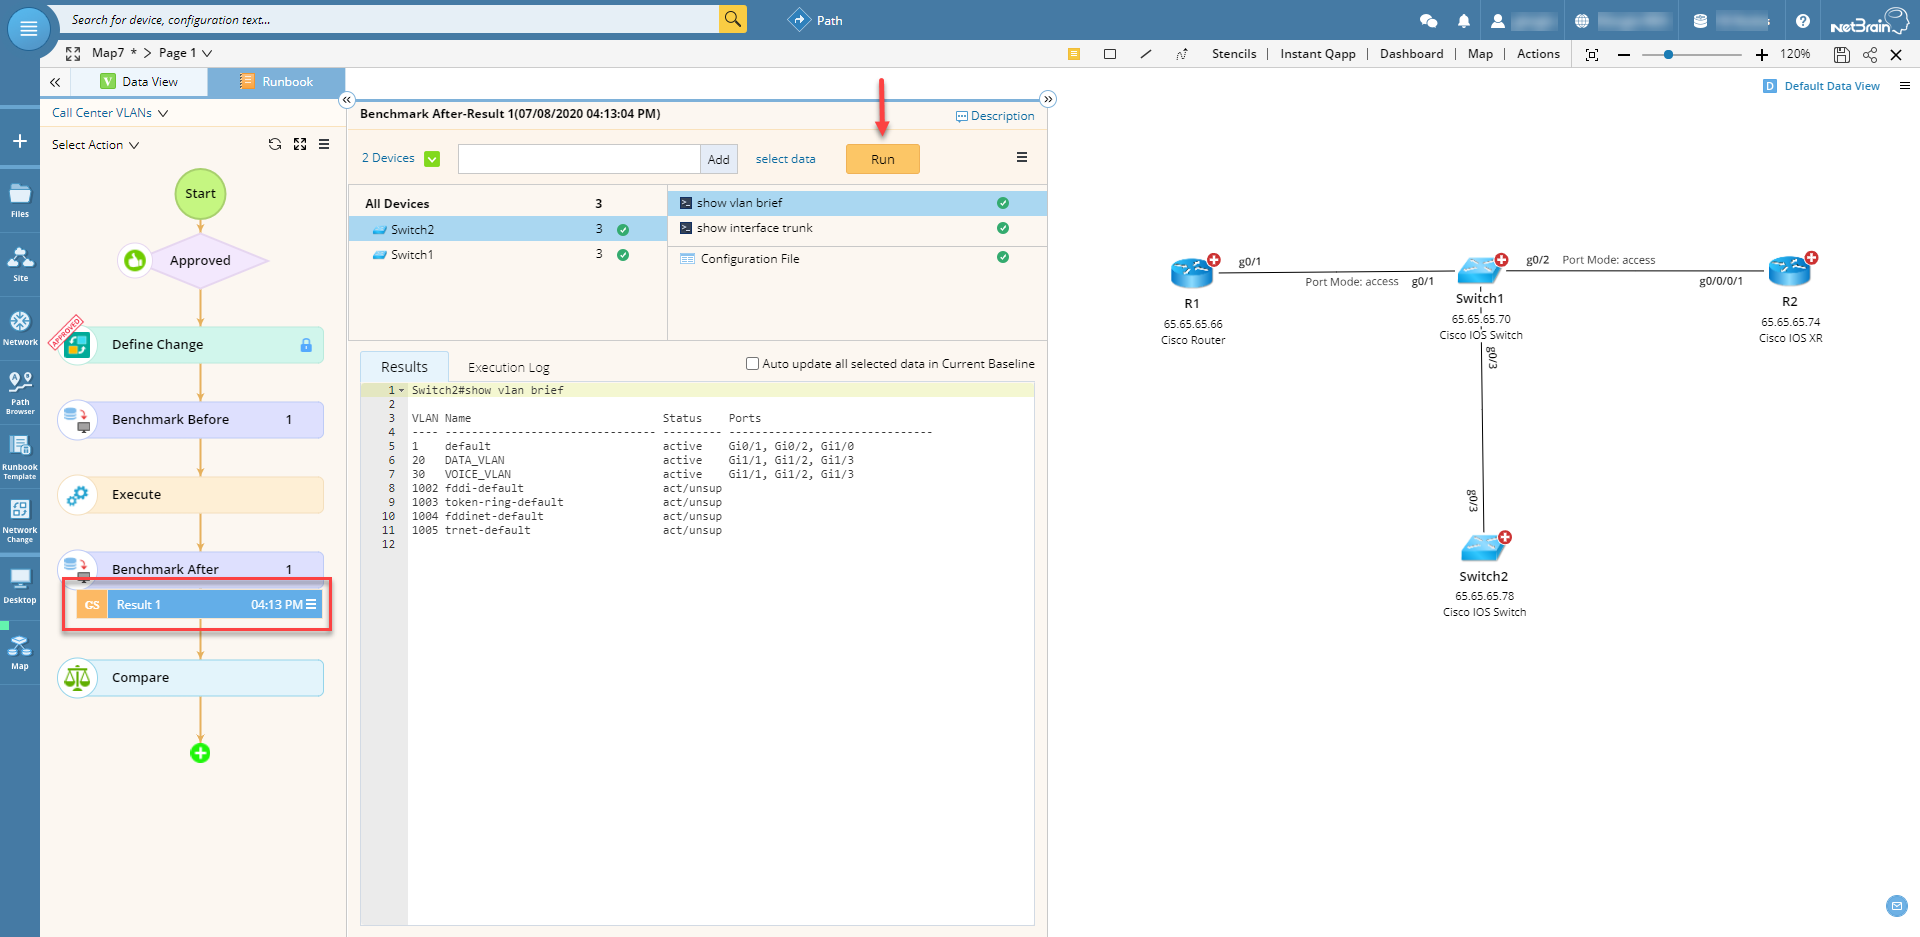 Search for device, configuration text...
Path
NetBrain
Map7 * > Page 1
Stencils | Instant Qapp | Dashboard | Map | Actions
120%
Data View
Runbook
Default Data View
Call Center VLANs
Select Action
Files
Site
Network
Path Browser
Runbook Template
Network Change
Desktop
Map
Start
Approved
APPROVED
Define Change
Benchmark Before 1
Execute
Benchmark After 1
GS Result 1 04:13 PM
Compare
Benchmark After-Result 1(07/08/2020 04:13:04 PM)
Description
2 Devices
Add
select data
Run
All Devices 3
Switch2 3
Switch1 3
show vlan brief
show interface trunk
Configuration File
Results
Execution Log
Auto update all selected data in Current Baseline
1 Switch2#show vlan brief
2
3 VLAN Name Status Ports
4 ---- -------------------------------- --------- -------------------------------
5 1 default active Gi0/1, Gi0/2, Gi1/0
6 20 DATA_VLAN active Gi1/1, Gi1/2, Gi1/3
7 30 VOICE_VLAN active Gi1/1, Gi1/2, Gi1/3
8 1002 fddi-default act/unsup
9 1003 token-ring-default act/unsup
10 1004 fddinet-default act/unsup
11 1005 trnet-default act/unsup
12
R1
65.65.65.66
Cisco Router
g0/1
Port Mode: access g0/1
Switch1
65.65.65.70
Cisco IOS Switch
g0/2 Port Mode: access
g0/0/0/1
R2
65.65.65.74
Cisco IOS XR
g0/3
g0/3
Switch2
65.65.65.78
Cisco IOS Switch